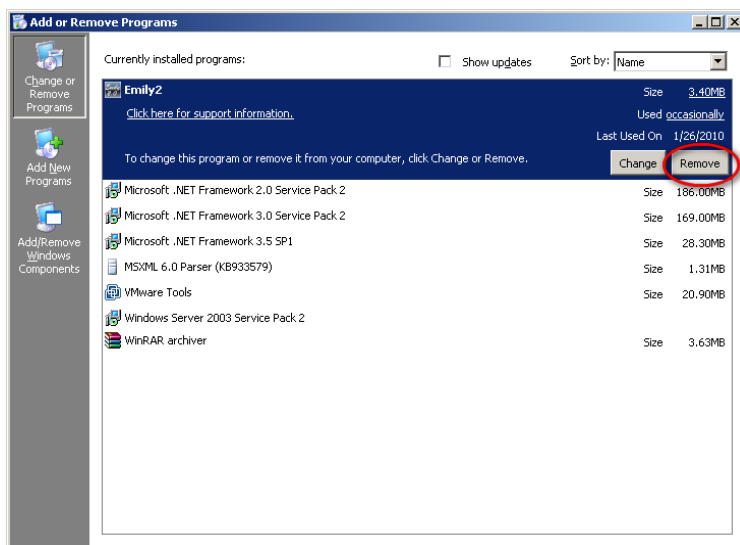 Add or Remove Programs
Change or
Remove
Programs
Add New
Programs
Add/Remove
Windows
Components
Currently installed programs:
Show updates
Sort by: Name
Emily2
Size 3.40MB
Click here for support information.
Used occasionally
Last Used On 1/26/2010
To change this program or remove it from your computer, click Change or Remove.
Change Remove
Microsoft .NET Framework 2.0 Service Pack 2 Size 186.00MB
Microsoft .NET Framework 3.0 Service Pack 2 Size 169.00MB
Microsoft .NET Framework 3.5 SP1 Size 28.30MB
MSXML 6.0 Parser (KB933579) Size 1.31MB
VMware Tools Size 20.90MB
Windows Server 2003 Service Pack 2
WinRAR archiver Size 3.63MB